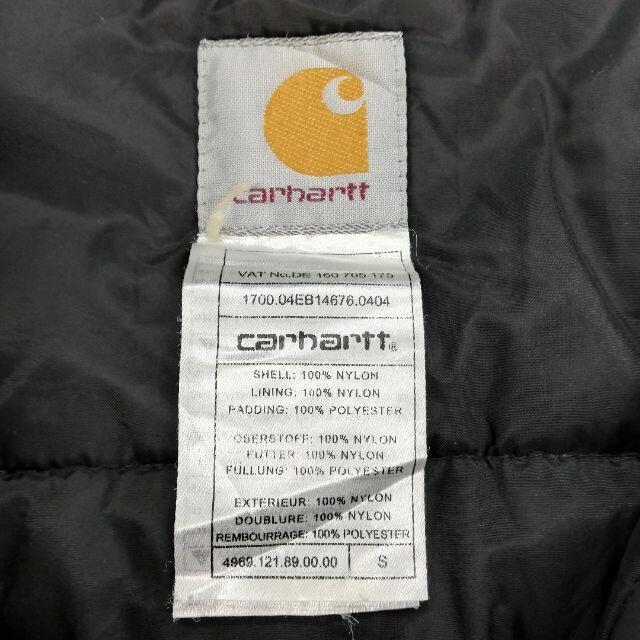 carhartt
VAT No.DE 160 705 175
1700.04EB14676.0404
carhartt®
SHELL: 100% NYLON
LINING: 100% NYLON
PADDING: 100% POLYESTER
OBERSTOFF: 100% NYLON
FUTTER: 100% NYLON
FÜLLUNG: 100% POLYESTER
EXTERIEUR: 100% NYLON
DOUBLURE: 100% NYLON
REMBOURRAGE: 100% POLYESTER
4969.121.89.00.00 S